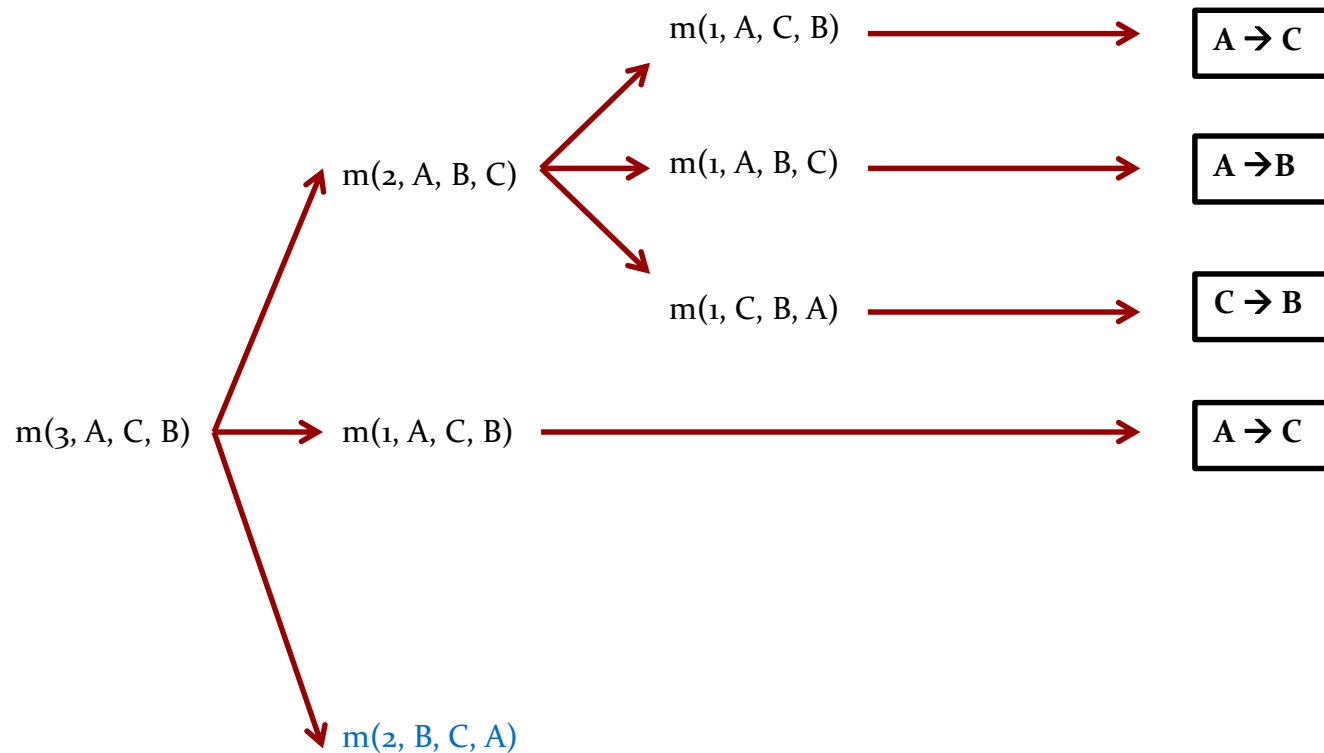 m(1, A, C, B)
A → C
m(2, A, B, C)
m(1, A, B, C)
A →B
m(1, C, B, A)
C → B
m(3, A, C, B)
m(1, A, C, B)
A → C
m(2, B, C, A)